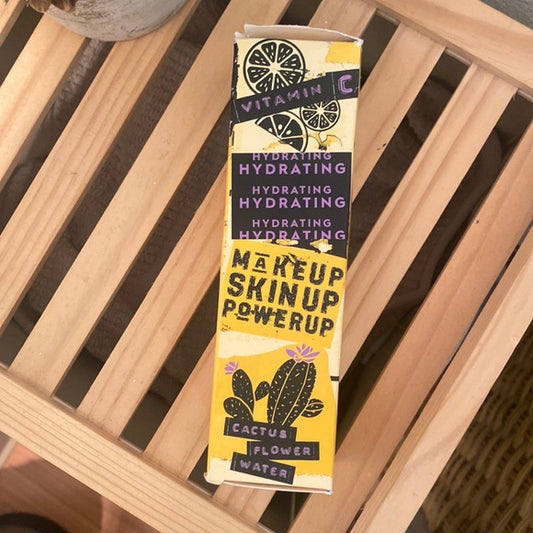 VITAMIN C
HYDRATING
HYDRATING
HYDRATING
HYDRATING
HYDRATING
HYDRATING
MAKEUP
SKINUP
POWERUP
CACTUS
FLOWER
WATER